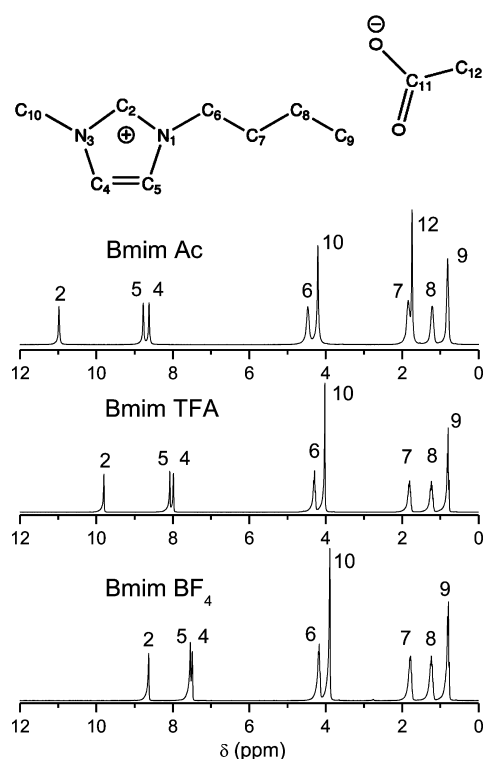 ⊖
O C12
C11
O
C10 C2 C6 C8
N3 ⊕ N1 C7 C9
C4 C5
Bmim Ac
2 5 4 6 10 7 12 8 9
12 10 8 6 4 2 0
Bmim TFA
2 5 4 6 10 7 8 9
12 10 8 6 4 2 0
Bmim BF4
2 5 4 6 10 7 8 9
12 10 8 6 4 2 0
δ (ppm)